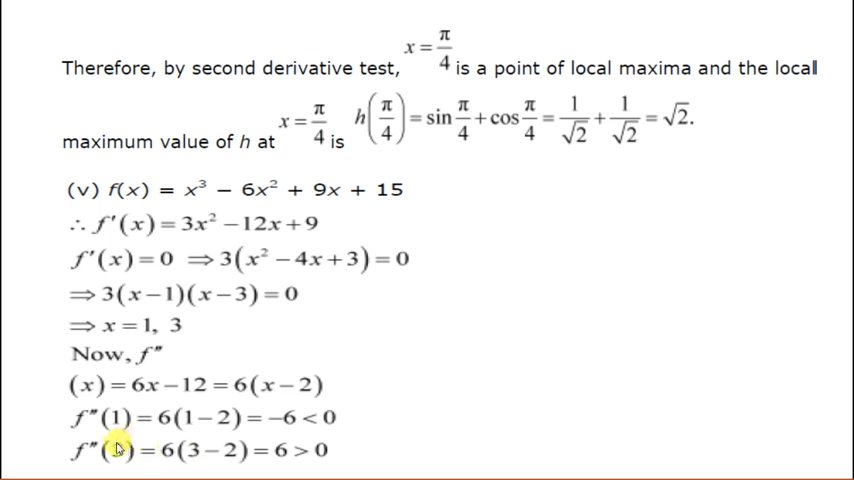 Therefore, by second derivative test, x = π/4 is a point of local maxima and the local
maximum value of h at x = π/4 is h(π/4) = sin π/4 + cos π/4 = 1/√2 + 1/√2 = √2.
(v) f(x) = x³ − 6x² + 9x + 15
∴ f'(x) = 3x² − 12x + 9
f'(x) = 0 ⇒ 3(x² − 4x + 3) = 0
⇒ 3(x − 1)(x − 3) = 0
⇒ x = 1, 3
Now, f"
(x) = 6x − 12 = 6(x − 2)
f"(1) = 6(1 − 2) = −6 < 0
f"( ) = 6(3 − 2) = 6 > 0